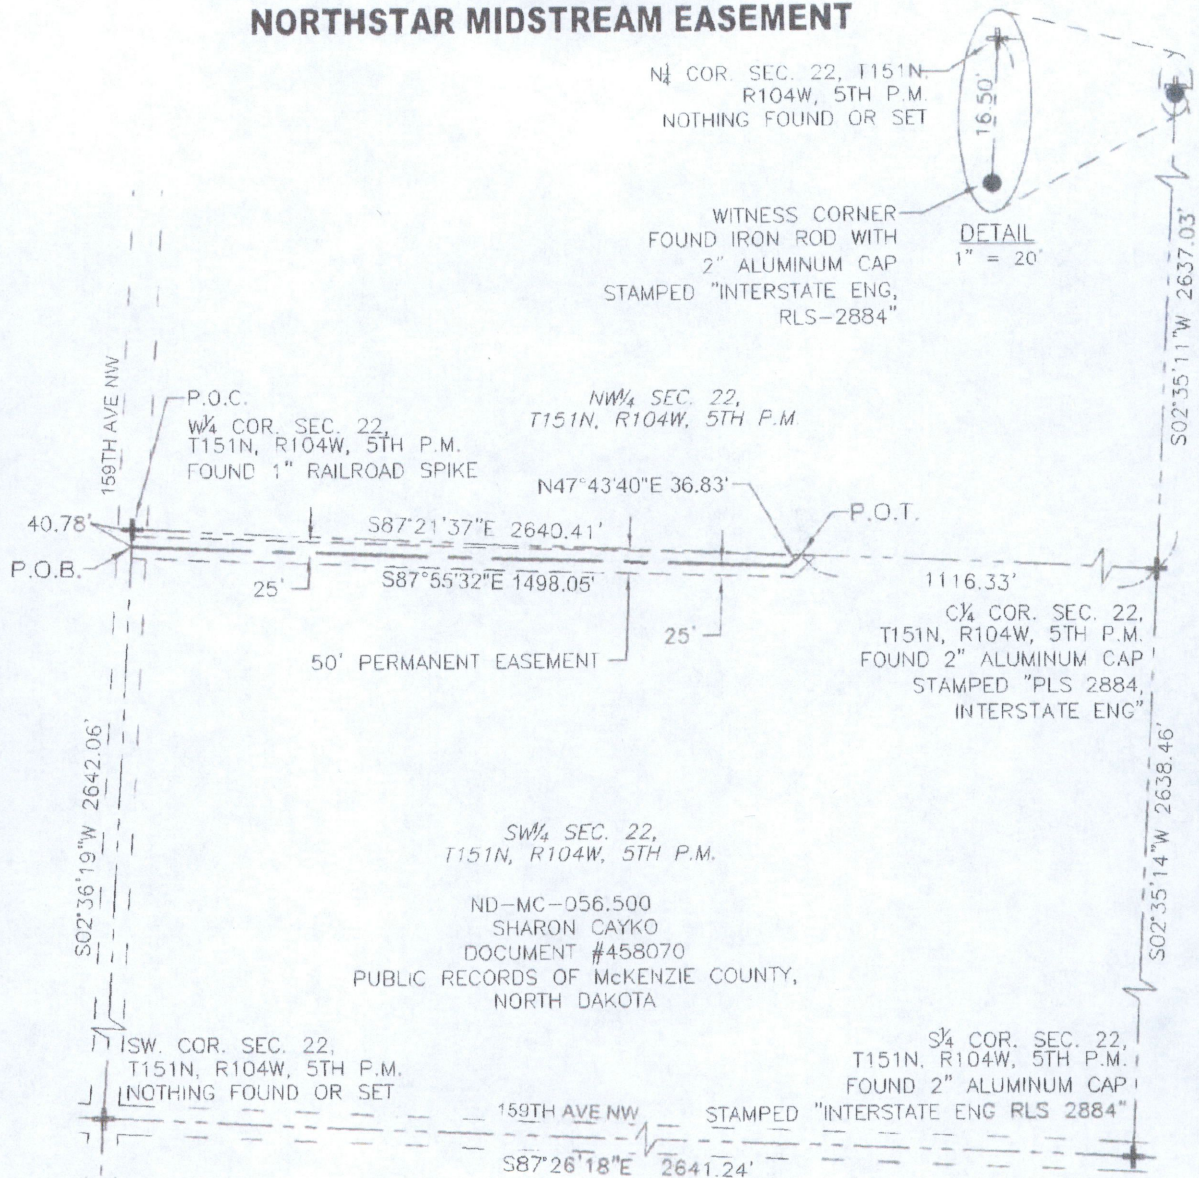 NORTHSTAR MIDSTREAM EASEMENT
N¼ COR. SEC. 22, T151N,
R104W, 5TH P.M.
NOTHING FOUND OR SET
16.50'
WITNESS CORNER
FOUND IRON ROD WITH
2" ALUMINUM CAP
STAMPED "INTERSTATE ENG,
RLS-2884"
DETAIL
1" = 20'
S02°35'11"W 2637.03'
159TH AVE NW
P.O.C.
W¼ COR. SEC. 22,
T151N, R104W, 5TH P.M.
FOUND 1" RAILROAD SPIKE
NW¼ SEC. 22,
T151N, R104W, 5TH P.M.
N47°43'40"E 36.83'
P.O.T.
40.78'
P.O.B.
S87°21'37"E 2640.41'
S87°55'32"E 1498.05'
25'
25'
50' PERMANENT EASEMENT
1116.33'
C¼ COR. SEC. 22,
T151N, R104W, 5TH P.M.
FOUND 2" ALUMINUM CAP
STAMPED "PLS 2884,
INTERSTATE ENG"
S02°36'19"W 2642.06'
S02°35'14"W 2638.46'
SW¼ SEC. 22,
T151N, R104W, 5TH P.M.
ND-MC-056.500
SHARON CAYKO
DOCUMENT #458070
PUBLIC RECORDS OF McKENZIE COUNTY,
NORTH DAKOTA
SW. COR. SEC. 22,
T151N, R104W, 5TH P.M.
NOTHING FOUND OR SET
S¼ COR. SEC. 22,
T151N, R104W, 5TH P.M.
FOUND 2" ALUMINUM CAP
STAMPED "INTERSTATE ENG RLS 2884"
159TH AVE NW
S87°26'18"E 2641.24'